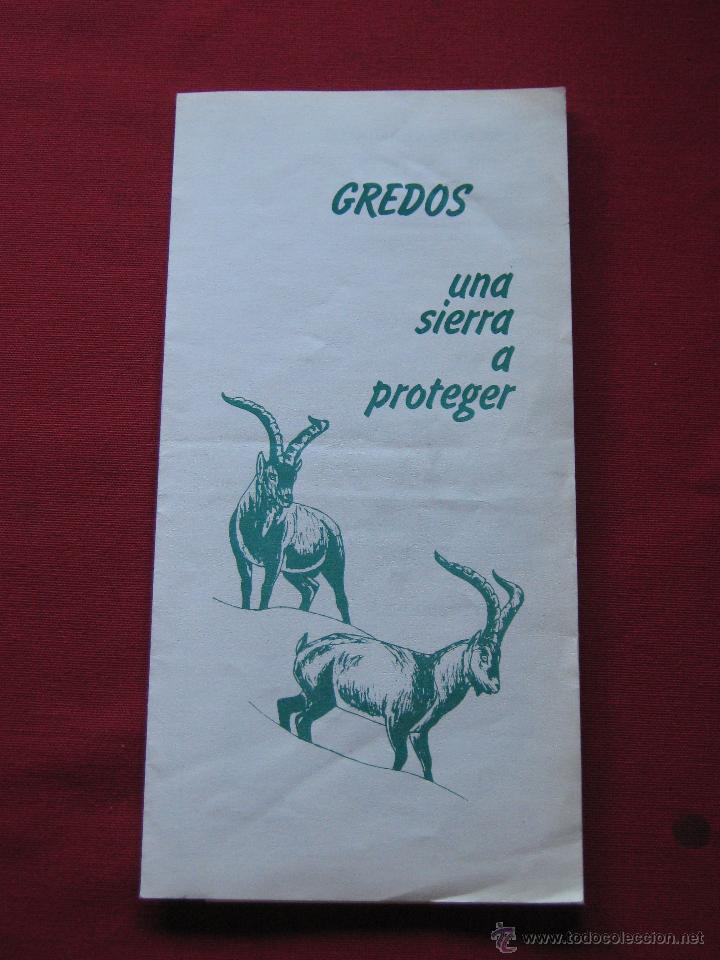 GREDOS
una
sierra
a
proteger
© www.todocoleccion.net